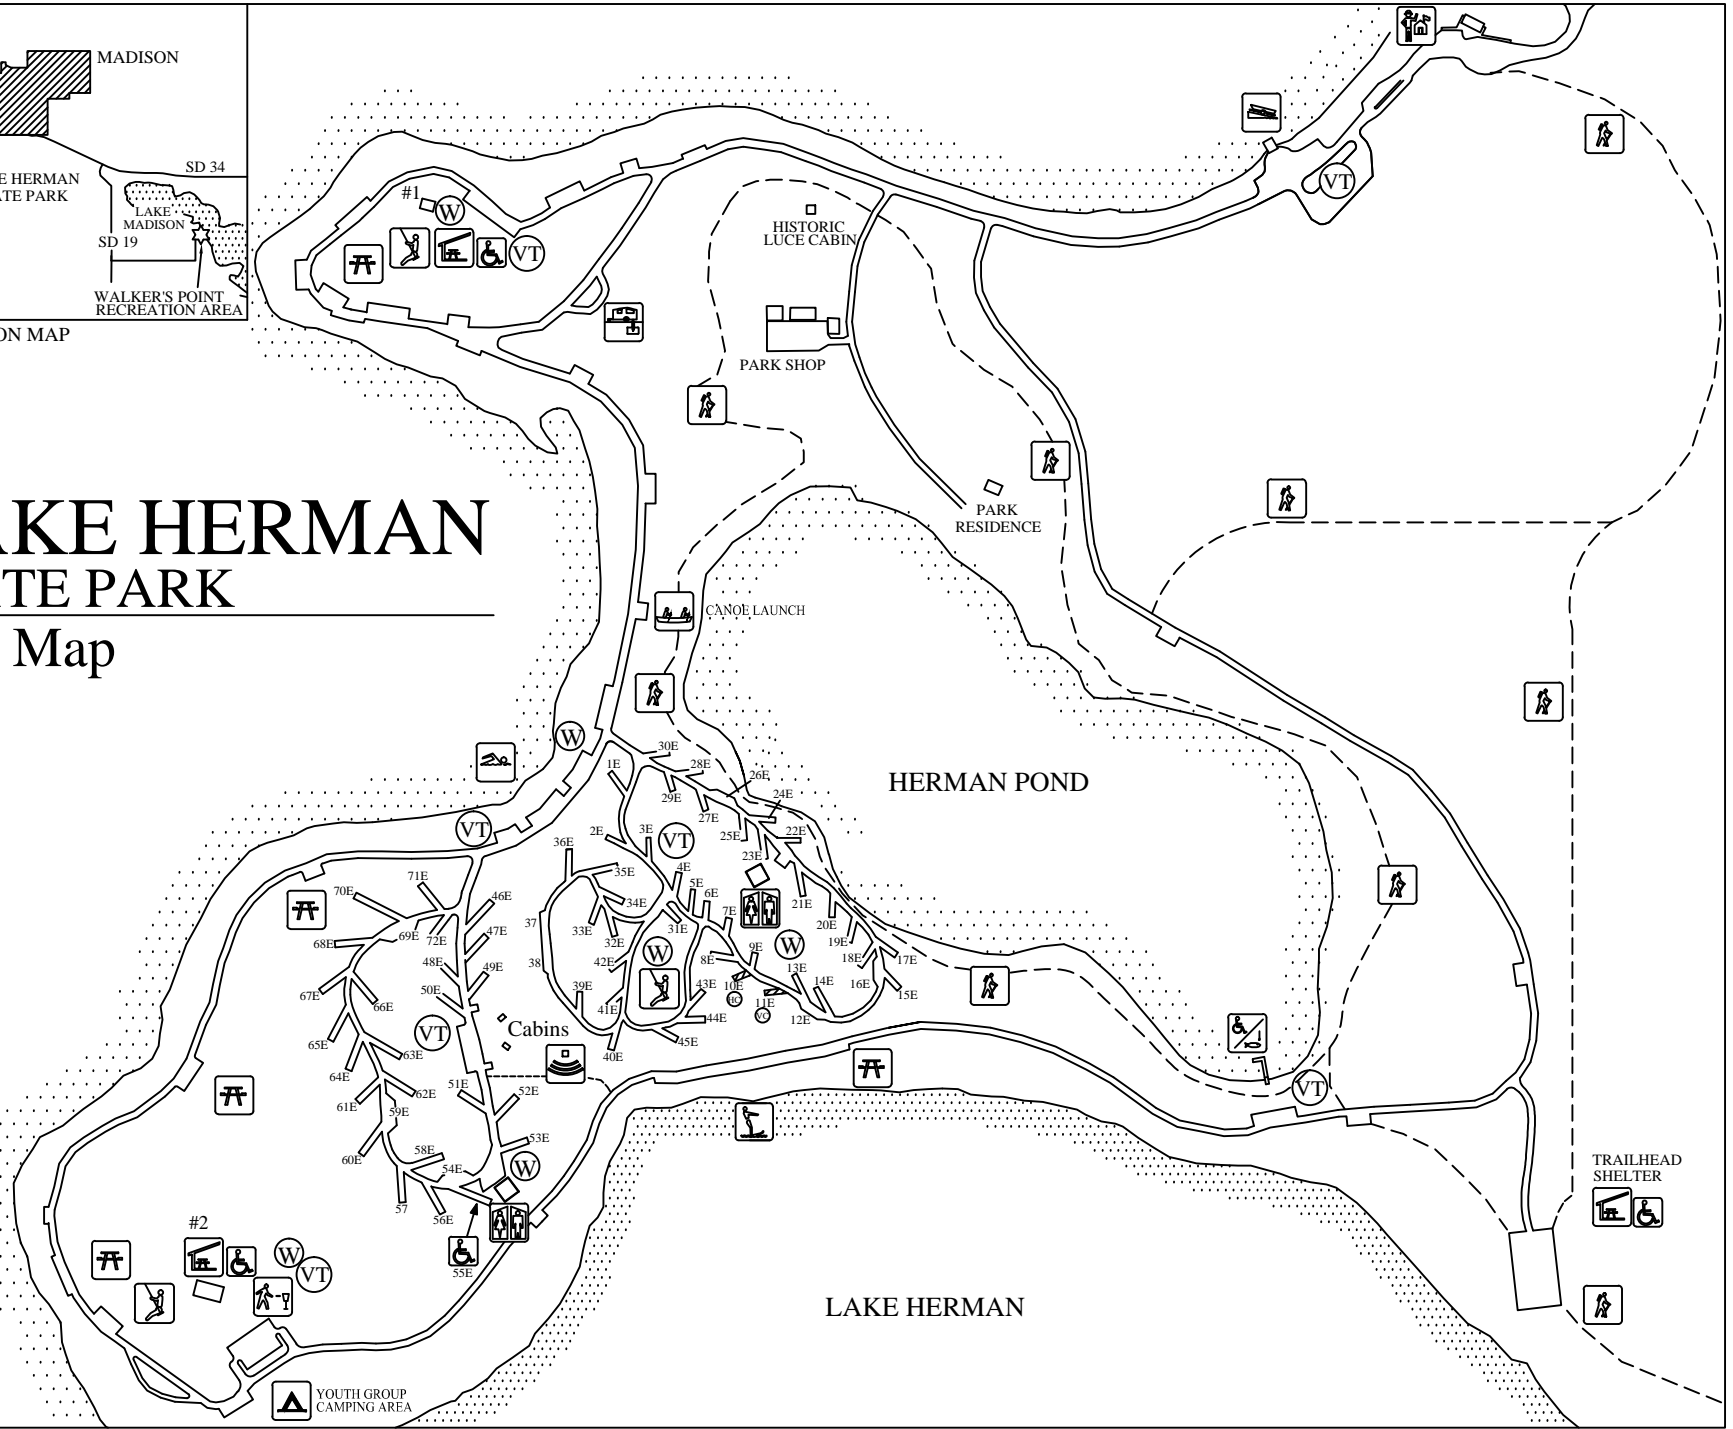 MADISON
SD 34
E HERMAN
TE PARK
LAKE
MADISON
SD 19
WALKER'S POINT
RECREATION AREA
ON MAP
AKE HERMAN
TE PARK
Map
#1
W
VT
HISTORIC
LUCE CABIN
PARK SHOP
VT
PARK
RESIDENCE
CANOE LAUNCH
HERMAN POND
W
VT
30E
1E
28E
26E
29E
24E
27E
2E
3E
VT
25E
22E
36E
23E
35E
4E
71E
5E
70E
46E
6E
34E
21E
7E
37
33E
31E
20E
69E
72E
47E
68E
32E
W
9E
W
19E
38
48E
49E
42E
8E
18E
17E
13E
67E
50E
39E
43E
10E
14E
16E
66E
HC
11E
15E
41E
VC
12E
44E
VT
Cabins
65E
63E
40E
45E
64E
51E
52E
62E
61E
59E
VT
53E
58E
60E
54E
W
57
56E
55E
#2
W
VT
TRAILHEAD
SHELTER
LAKE HERMAN
YOUTH GROUP
CAMPING AREA